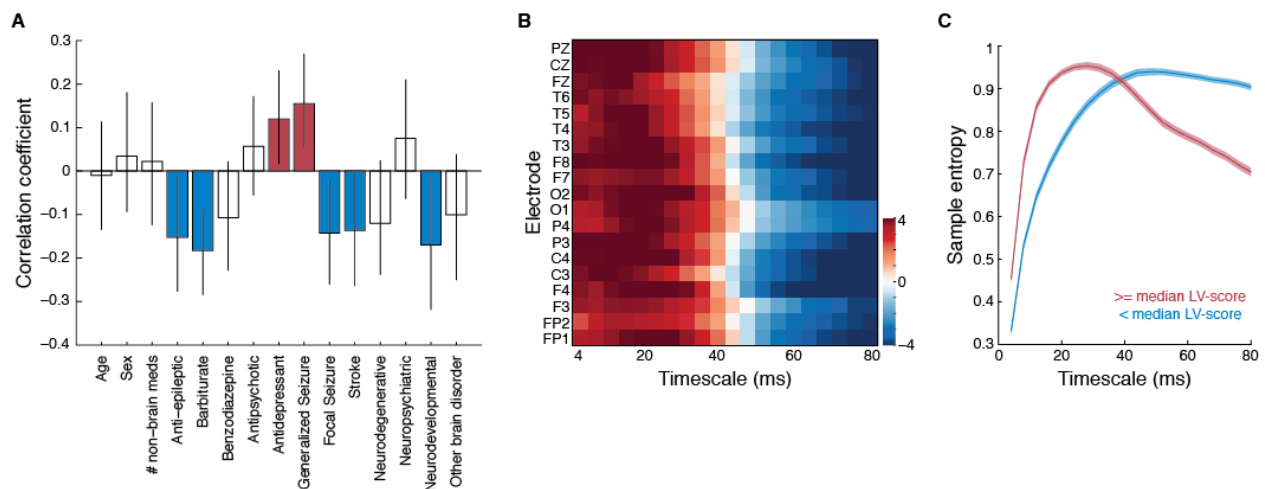 A
Correlation coefficient
0.3
0.2
0.1
0
−0.1
−0.2
−0.3
−0.4
Age
Sex
# non−brain meds
Anti−epileptic
Barbiturate
Benzodiazepine
Antipsychotic
Antidepressant
Generalized Seizure
Focal Seizure
Stroke
Neurodegenerative
Neuropsychiatric
Neurodevelopmental
Other brain disorder
B
Electrode
PZ
CZ
FZ
T6
T5
T4
T3
F8
F7
O2
O1
P4
P3
C4
C3
F4
F3
FP2
FP1
4
20
40
60
80
Timescale (ms)
4
0
−4
C
Sample entropy
1
0.9
0.8
0.7
0.6
0.5
0.4
0.3
0
20
40
60
80
Timescale (ms)
>= median LV−score
< median LV−score